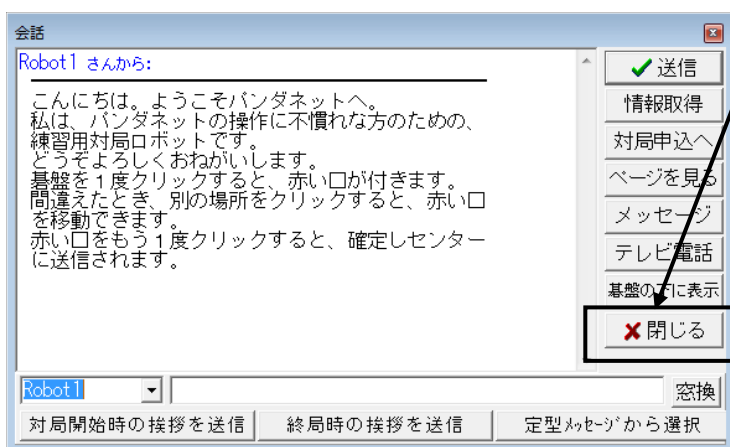 会話
Robot1 さんから:
こんにちは。ようこそパンダネットへ。
私は、パンダネットの操作に不慣れな方のための、
練習用対局ロボットです。
どうぞよろしくおねがいします。
碁盤を1度クリックすると、赤い口が付きます。
間違えたとき、別の場所をクリックすると、赤い口
を移動できます。
赤い口をもう1度クリックすると、確定しセンター
に送信されます。
送信
情報取得
対局申込へ
ページを見る
メッセージ
テレビ電話
碁盤の下に表示
閉じる
Robot1
窓換
対局開始時の挨拶を送信
終局時の挨拶を送信
定型メッセージから選択